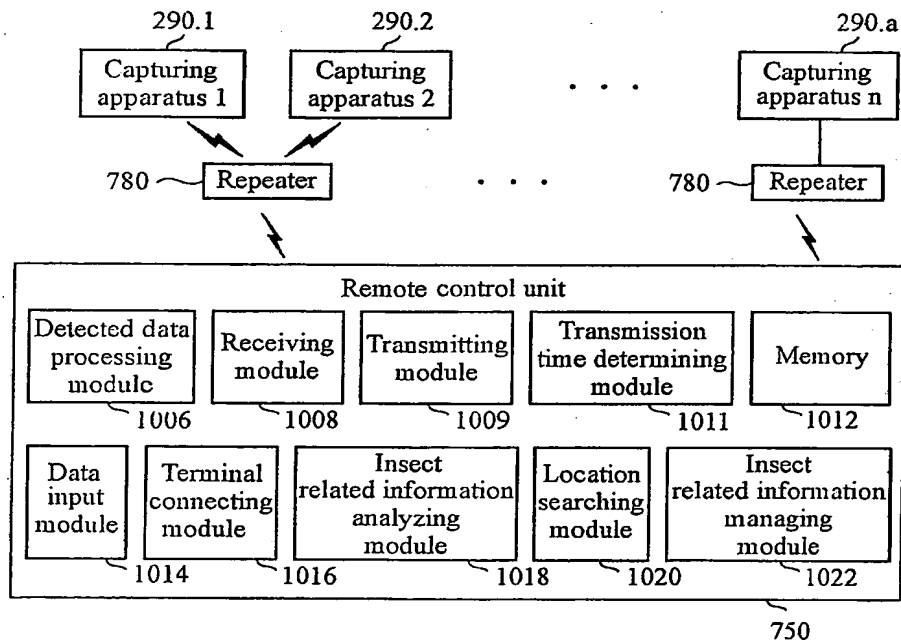 290.1
290.2
290.a
Capturing
apparatus 1
Capturing
apparatus 2
. . .
Capturing
apparatus n
780
Repeater
. . .
780
Repeater
Remote control unit
Detected data
processing
module
Receiving
module
Transmitting
module
Transmission
time determining
module
Memory
1006
1008
1009
1011
1012
Data
input
module
Terminal
connecting
module
Insect
related information
analyzing
module
Location
searching
module
Insect
related information
managing
module
1014
1016
1018
1020
1022
750